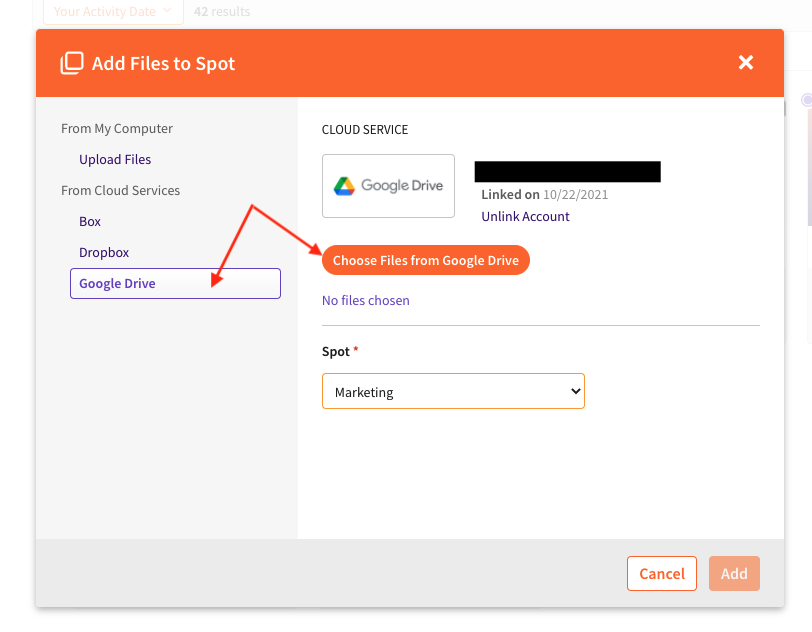 Your Activity Date
42 results
Add Files to Spot
From My Computer
Upload Files
From Cloud Services
Box
Dropbox
Google Drive
CLOUD SERVICE
Google Drive
Linked on 10/22/2021
Unlink Account
Choose Files from Google Drive
No files chosen
Spot *
Marketing
Cancel
Add